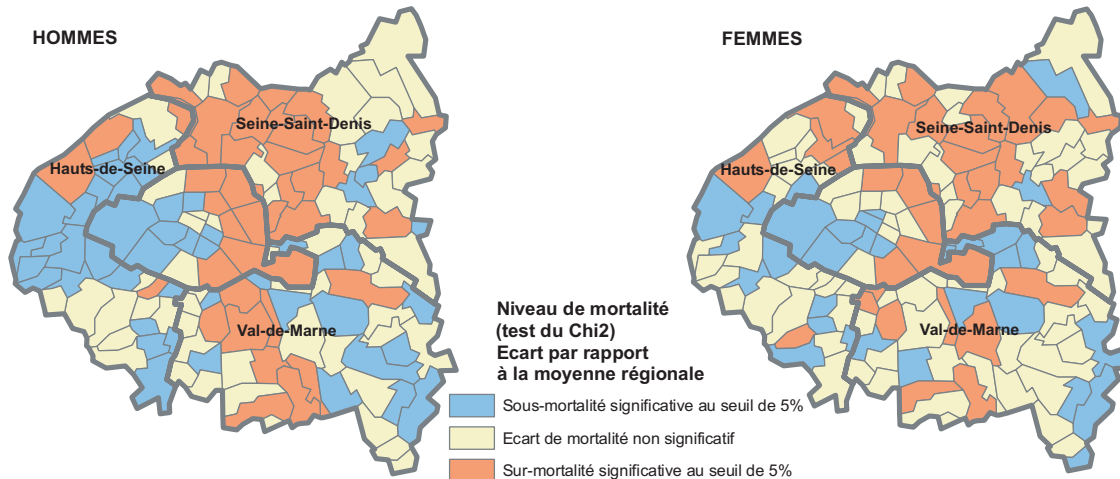 HOMMES
Seine-Saint-Denis
Hauts-de-Seine
Val-de-Marne
FEMMES
Seine-Saint-Denis
Hauts-de-Seine
Val-de-Marne
Niveau de mortalité
(test du Chi2)
Ecart par rapport
à la moyenne régionale
Sous-mortalité significative au seuil de 5%
Ecart de mortalité non significatif
Sur-mortalité significative au seuil de 5%